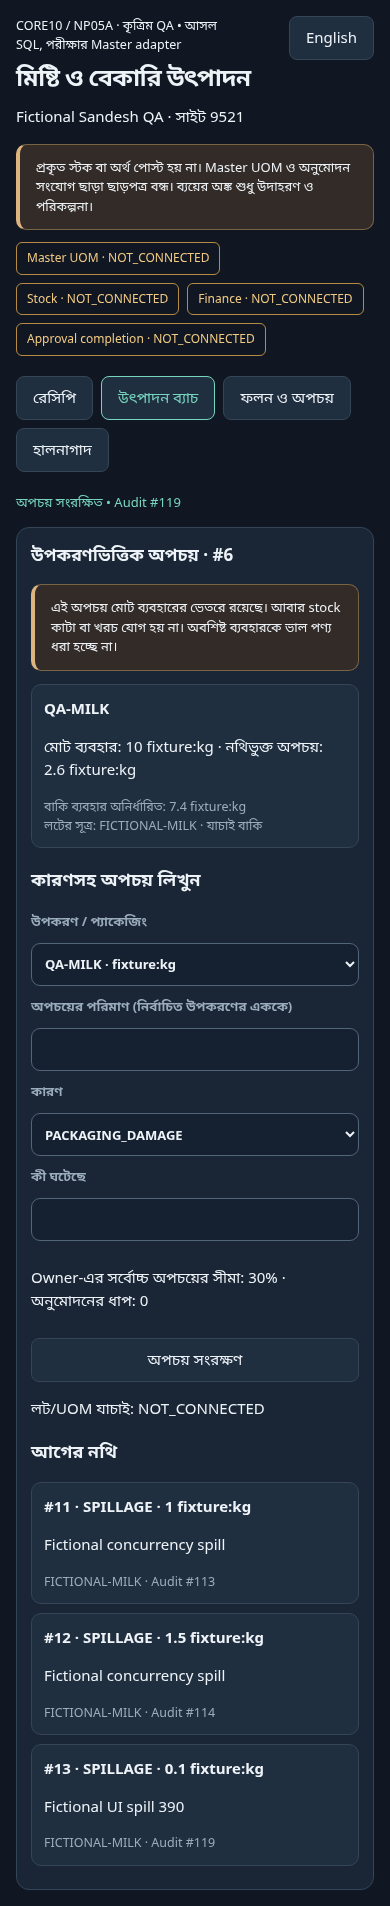 CORE10 / NP05A · কৃত্রিম QA • আসল
SQL, পরীক্ষার Master adapter
English
মিষ্টি ও বেকারি উৎপাদন
Fictional Sandesh QA · সাইট 9521
প্রকৃত স্টক বা অর্থ পোস্ট হয় না। Master UOM ও অনুমোদন
সংযোগ ছাড়া ছাড়পত্র বন্ধ। ব্যয়ের অঙ্ক শুধু উদাহরণ ও
পরিকল্পনা।
Master UOM · NOT_CONNECTED
Stock · NOT_CONNECTED
Finance · NOT_CONNECTED
Approval completion · NOT_CONNECTED
রেসিপি
উৎপাদন ব্যাচ
ফলন ও অপচয়
হালনাগাদ
অপচয় সংরক্ষিত • Audit #119
উপকরণভিত্তিক অপচয় · #6
এই অপচয় মোট ব্যবহারের ভেতরে রয়েছে। আবার stock
কাটা বা খরচ যোগ হয় না। অবশিষ্ট ব্যবহারকে ভাল পণ্য
ধরা হচ্ছে না।
QA-MILK
মোট ব্যবহার: 10 fixture:kg · নথিভুক্ত অপচয়:
2.6 fixture:kg
বাকি ব্যবহার অনির্ধারিত: 7.4 fixture:kg
লটের সূত্র: FICTIONAL-MILK · যাচাই বাকি
কারণসহ অপচয় লিখুন
উপকরণ / প্যাকেজিং
QA-MILK · fixture:kg
অপচয়ের পরিমাণ (নির্বাচিত উপকরণের এককে)
কারণ
PACKAGING_DAMAGE
কী ঘটেছে
Owner-এর সর্বোচ্চ অপচয়ের সীমা: 30% ·
অনুমোদনের ধাপ: 0
অপচয় সংরক্ষণ
লট/UOM যাচাই: NOT_CONNECTED
আগের নথি
#11 · SPILLAGE · 1 fixture:kg
Fictional concurrency spill
FICTIONAL-MILK · Audit #113
#12 · SPILLAGE · 1.5 fixture:kg
Fictional concurrency spill
FICTIONAL-MILK · Audit #114
#13 · SPILLAGE · 0.1 fixture:kg
Fictional UI spill 390
FICTIONAL-MILK · Audit #119